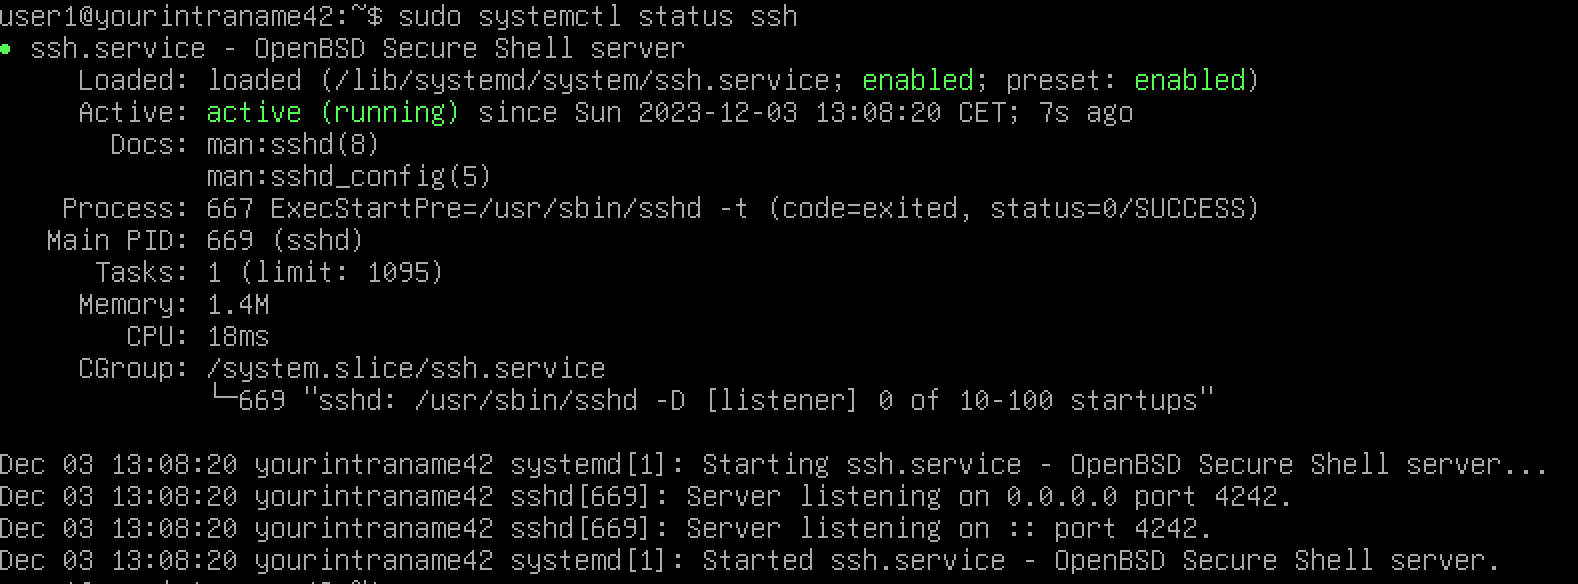 user1@yourintraname42:~$ sudo systemctl status ssh
● ssh.service - OpenBSD Secure Shell server
     Loaded: loaded (/lib/systemd/system/ssh.service; enabled; preset: enabled)
     Active: active (running) since Sun 2023-12-03 13:08:20 CET; 7s ago
       Docs: man:sshd(8)
             man:sshd_config(5)
    Process: 667 ExecStartPre=/usr/sbin/sshd -t (code=exited, status=0/SUCCESS)
   Main PID: 669 (sshd)
      Tasks: 1 (limit: 1095)
     Memory: 1.4M
        CPU: 18ms
     CGroup: /system.slice/ssh.service
             └─669 "sshd: /usr/sbin/sshd -D [listener] 0 of 10-100 startups"

Dec 03 13:08:20 yourintraname42 systemd[1]: Starting ssh.service - OpenBSD Secure Shell server...
Dec 03 13:08:20 yourintraname42 sshd[669]: Server listening on 0.0.0.0 port 4242.
Dec 03 13:08:20 yourintraname42 sshd[669]: Server listening on :: port 4242.
Dec 03 13:08:20 yourintraname42 systemd[1]: Started ssh.service - OpenBSD Secure Shell server.